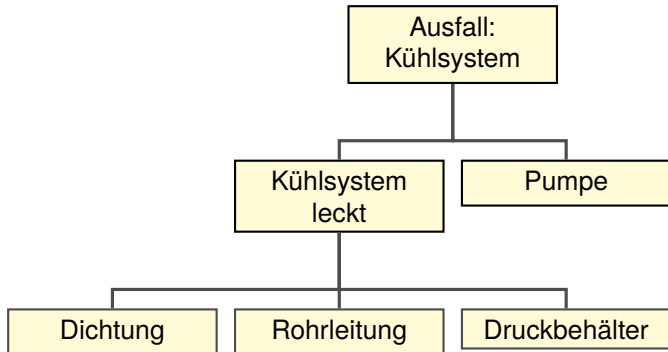 Ausfall:
Kühlsystem
Kühlsystem
leckt
Pumpe
Dichtung
Rohrleitung
Druckbehälter